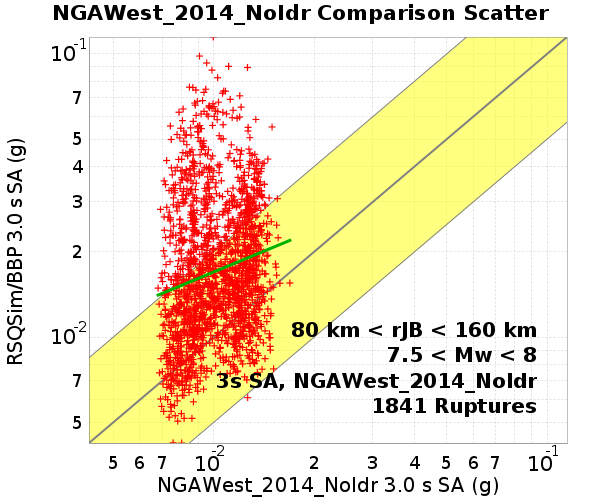 NGAWest_2014_NoIdr Comparison Scatter
RSQSim/BBP 3.0 s SA (g)
10⁻¹
7
5
4
3
2
10⁻²
7
5
80 km < rJB < 160 km
7.5 < Mw < 8
3s SA, NGAWest_2014_NoIdr
1841 Ruptures
5 6 7 10⁻² 2 3 4 5 6 7 10⁻¹
NGAWest_2014_NoIdr 3.0 s SA (g)